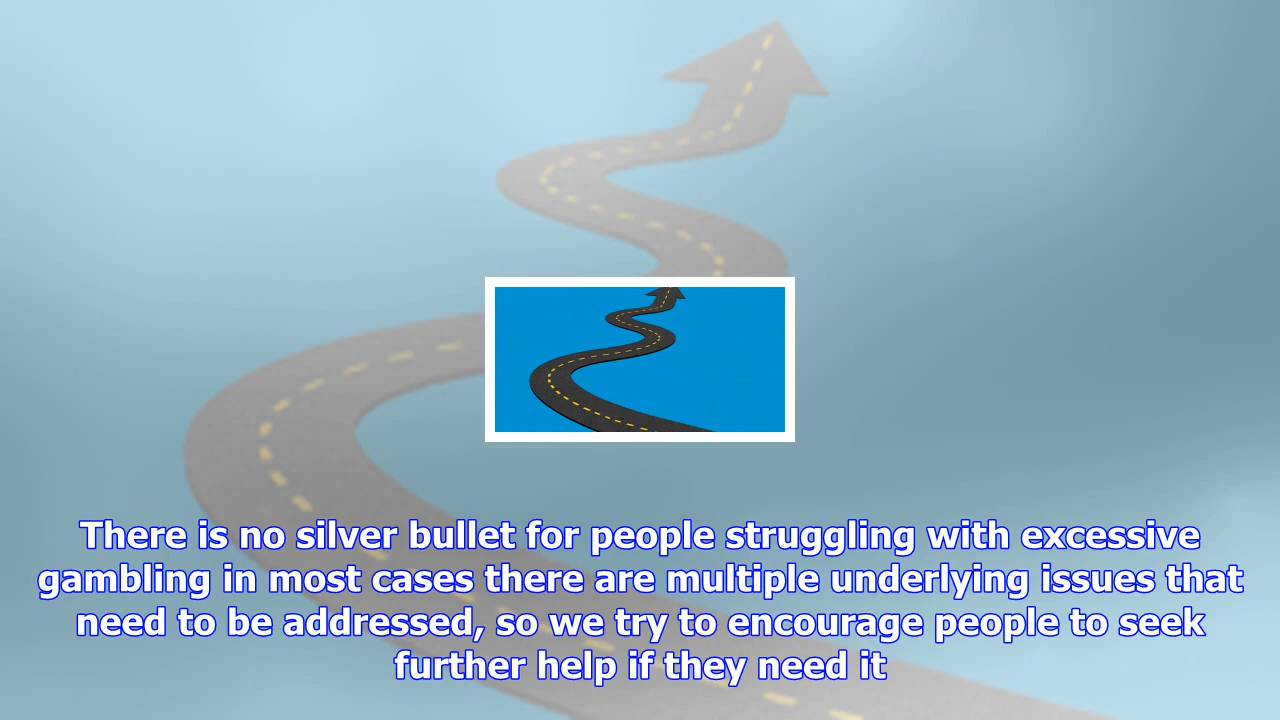 There is no silver bullet for people struggling with excessive
gambling in most cases there are multiple underlying issues that
need to be addressed, so we try to encourage people to seek
further help if they need it